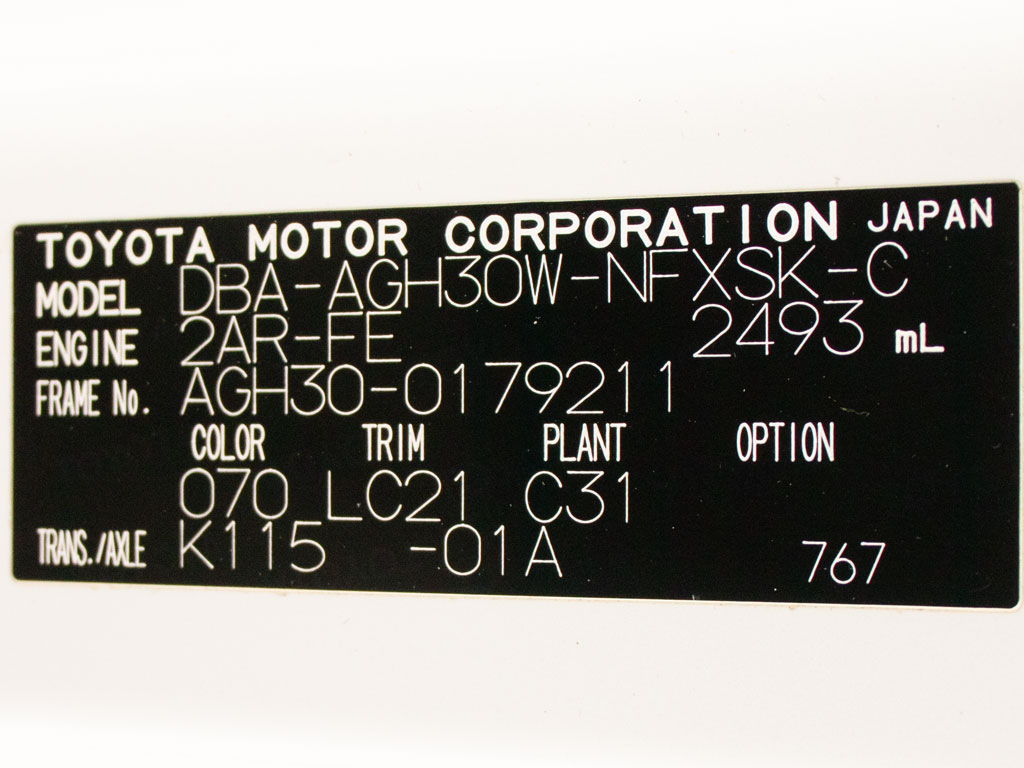 TOYOTA MOTOR CORPORATION JAPAN
MODEL DBA-AGH30W-NFXSK-C
ENGINE 2AR-FE 2493 mL
FRAME No. AGH30-0179211
COLOR TRIM PLANT OPTION
070 LC21 C31
TRANS./AXLE K115 -01A 767